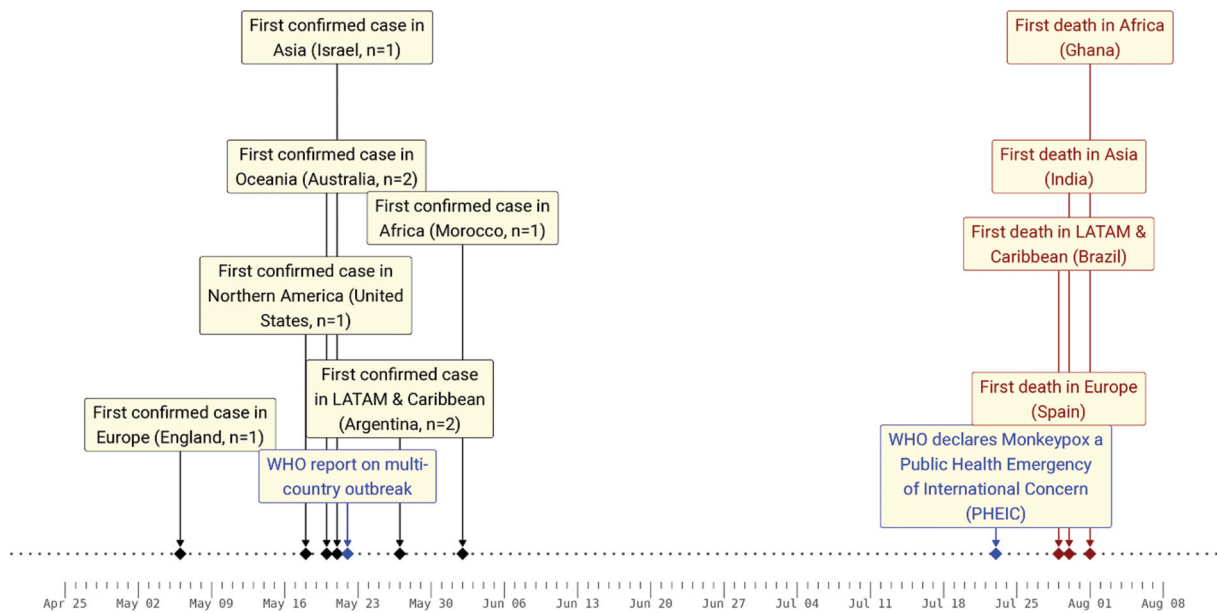 First confirmed case in
Asia (Israel, n=1)
First death in Africa
(Ghana)
First confirmed case in
Oceania (Australia, n=2)
First death in Asia
(India)
First confirmed case in
Africa (Morocco, n=1)
First death in LATAM &
Caribbean (Brazil)
First confirmed case in
Northern America (United
States, n=1)
First confirmed case
in LATAM & Caribbean
(Argentina, n=2)
First death in Europe
(Spain)
First confirmed case in
Europe (England, n=1)
WHO declares Monkeypox a
Public Health Emergency
of International Concern
(PHEIC)
WHO report on multi-
country outbreak
Apr 25 May 02 May 09 May 16 May 23 May 30 Jun 06 Jun 13 Jun 20 Jun 27 Jul 04 Jul 11 Jul 18 Jul 25 Aug 01 Aug 08